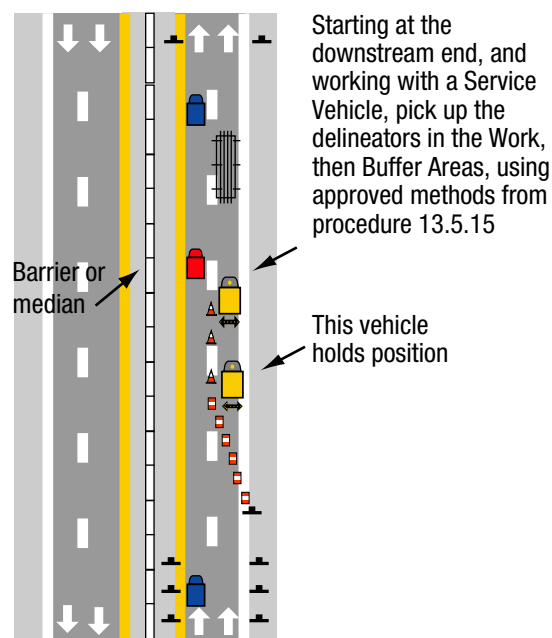 Starting at the
downstream end, and
working with a Service
Vehicle, pick up the
delineators in the Work,
then Buffer Areas, using
approved methods from
procedure 13.5.15
Barrier or
median
This vehicle
holds position